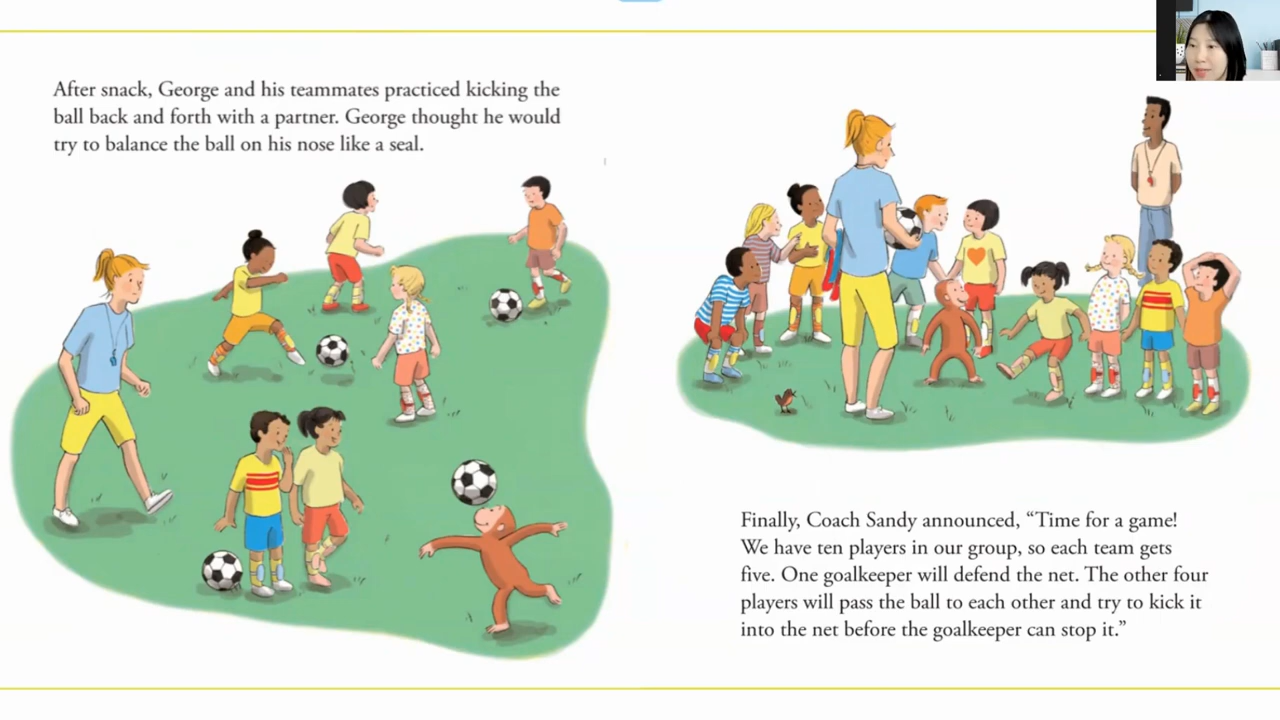 After snack, George and his teammates practiced kicking the
ball back and forth with a partner. George thought he would
try to balance the ball on his nose like a seal.
Finally, Coach Sandy announced, “Time for a game!
We have ten players in our group, so each team gets
five. One goalkeeper will defend the net. The other four
players will pass the ball to each other and try to kick it
into the net before the goalkeeper can stop it.”